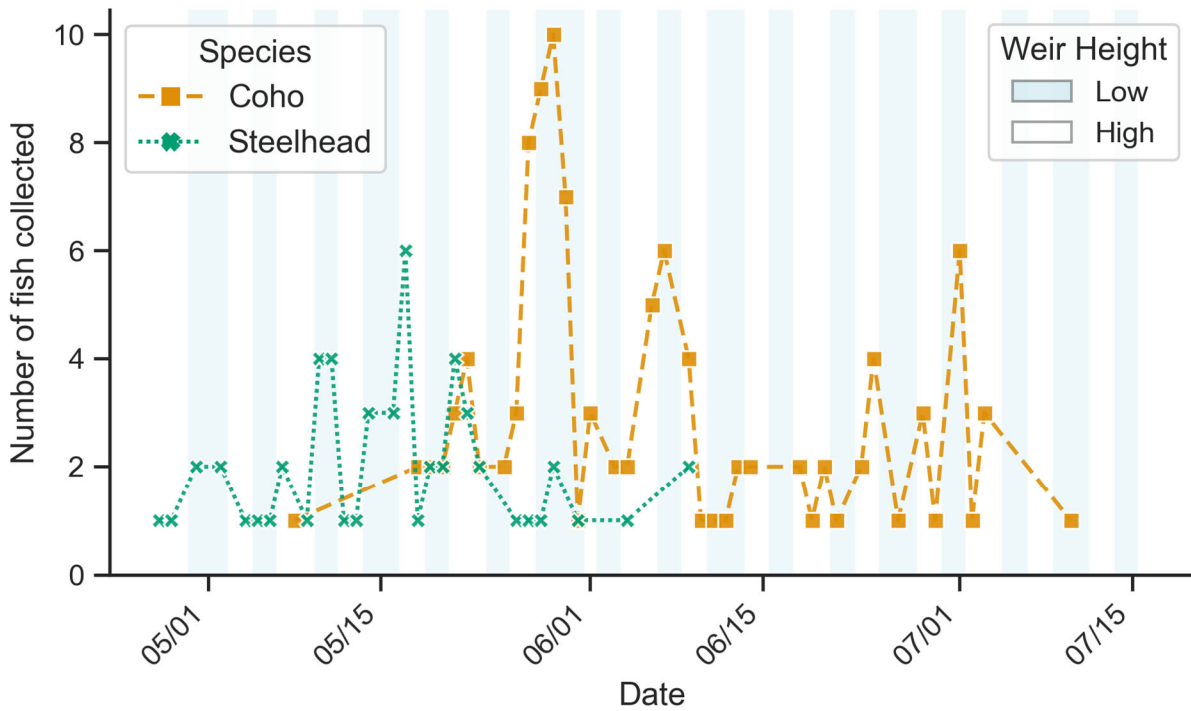 Number of fish collected
10
8
6
4
2
0
Species
Coho
Steelhead
Weir Height
Low
High
05/01
05/15
06/01
06/15
07/01
07/15
Date